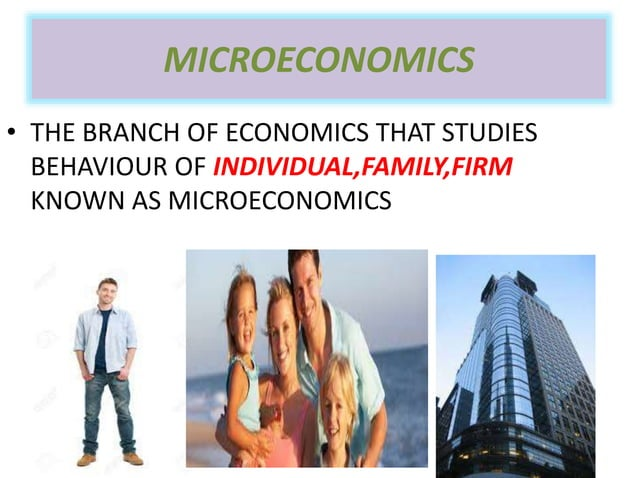 MICROECONOMICS
• THE BRANCH OF ECONOMICS THAT STUDIES
BEHAVIOUR OF INDIVIDUAL,FAMILY,FIRM
KNOWN AS MICROECONOMICS